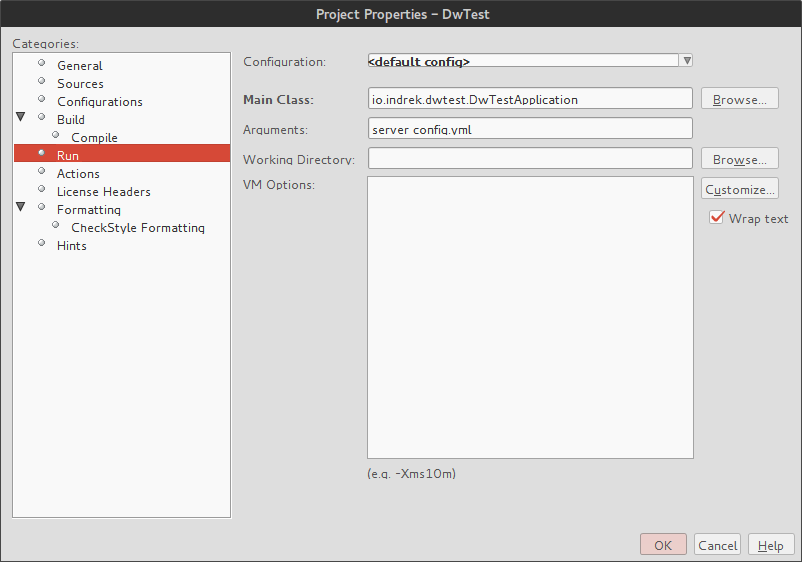 Project Properties – DwTest
Categories:
General
Sources
Configurations
Build
Compile
Run
Actions
License Headers
Formatting
CheckStyle Formatting
Hints
Configuration: <default config>
Main Class: io.indrek.dwtest.DwTestApplication Browse...
Arguments: server config.yml
Working Directory: Browse...
VM Options: Customize...
Wrap text
(e.g. -Xms10m)
OK Cancel Help